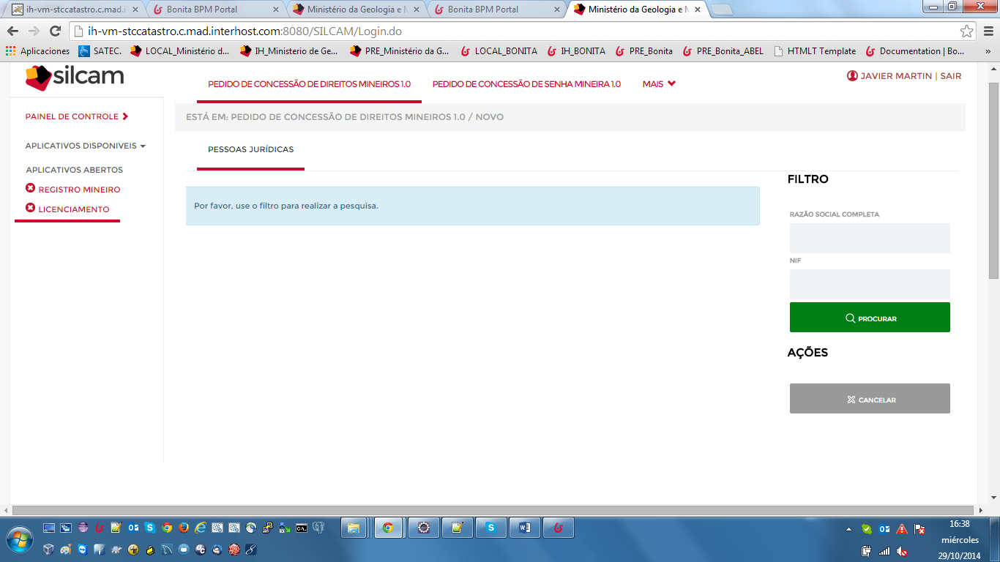 ih-vm-stccatastro.c.mad.i
Bonita BPM Portal
Ministério da Geologia e M
Bonita BPM Portal
Ministério da Geologia e M
ih-vm-stccatastro.c.mad.interhost.com:8080/SILCAM/Login.do
Aplicaciones
SATEC.
LOCAL_Ministério d...
IH_Ministerio de Ge...
PRE_Ministério da G...
LOCAL_BONITA
IH_BONITA
PRE_Bonita
PRE_Bonita_ABEL
HTMLT Template
Documentation | Bo...
»
silcam
PEDIDO DE CONCESSÃO DE DIREITOS MINEIROS 1.0
PEDIDO DE CONCESSÃO DE SENHA MINEIRA 1.0
MAIS
JAVIER MARTIN | SAIR
PAINEL DE CONTROLE
APLICATIVOS DISPONIVEIS
APLICATIVOS ABERTOS
REGISTRO MINEIRO
LICENCIAMENTO
ESTÁ EM: PEDIDO DE CONCESSÃO DE DIREITOS MINEIROS 1.0 / NOVO
PESSOAS JURÍDICAS
Por favor, use o filtro para realizar a pesquisa.
FILTRO
RAZÃO SOCIAL COMPLETA
NIF
PROCURAR
AÇÕES
CANCELAR
16:38
miércoles
29/10/2014